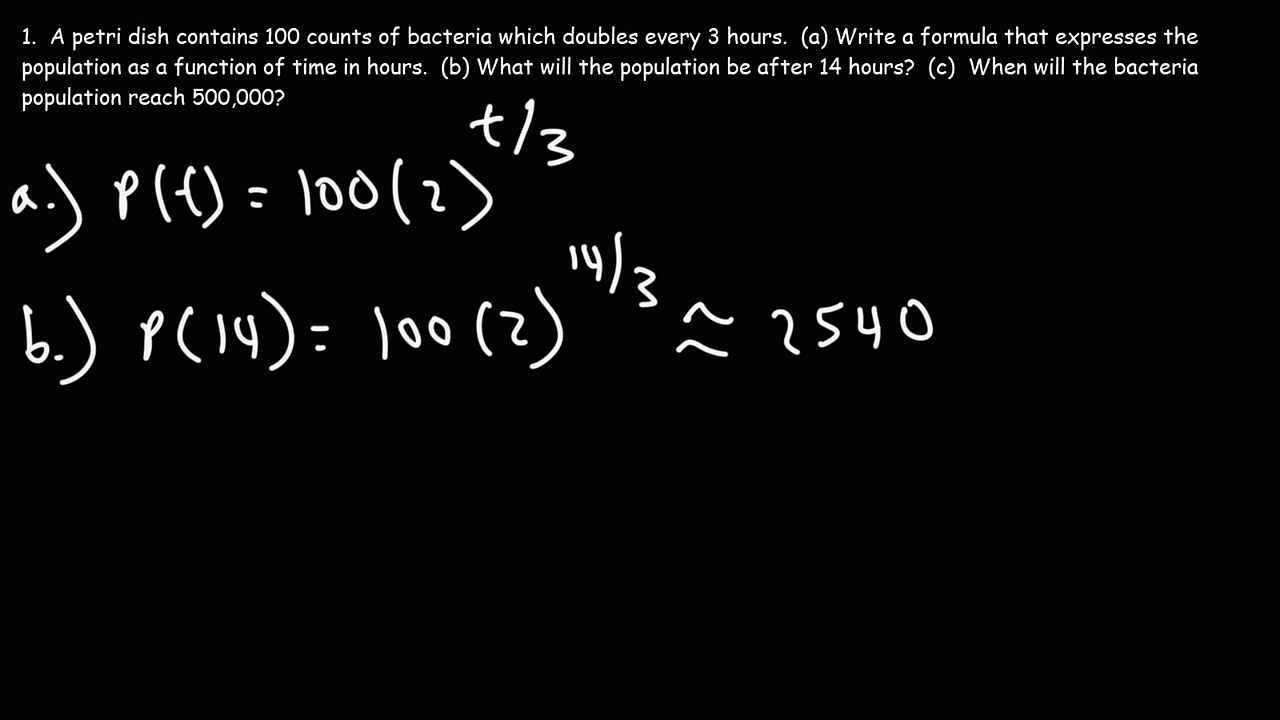 1. A petri dish contains 100 counts of bacteria which doubles every 3 hours. (a) Write a formula that expresses the
population as a function of time in hours. (b) What will the population be after 14 hours? (c) When will the bacteria
population reach 500,000?
a.) P(t) = 100(2)^{t/3}
b.) P(14) = 100(2)^{14/3} ≈ 2540